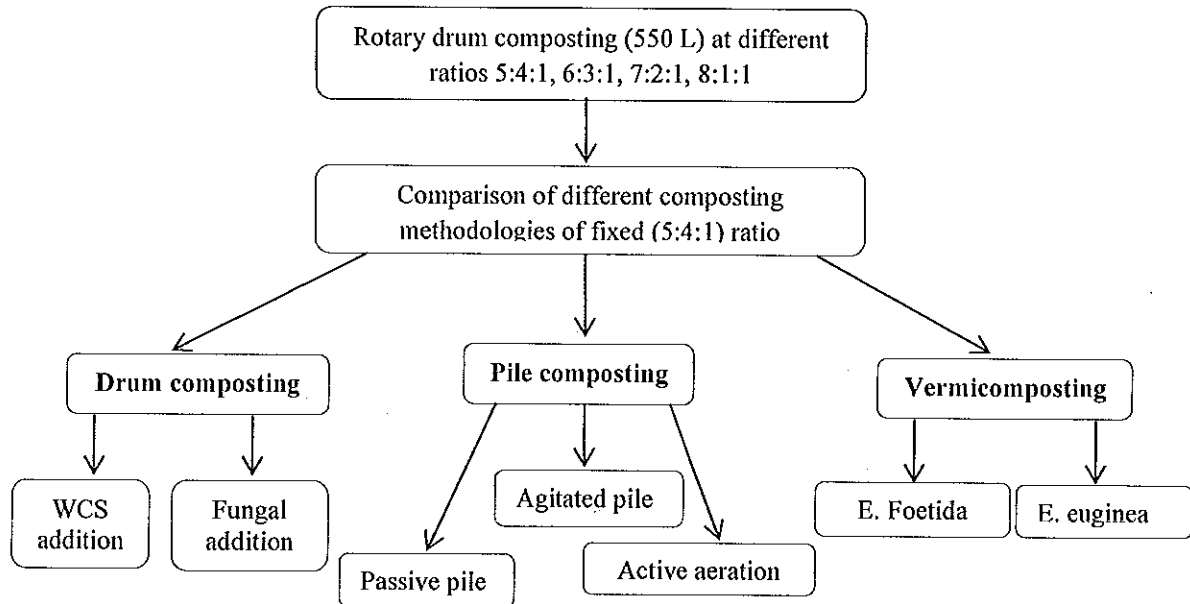 Rotary drum composting (550 L) at different
ratios 5:4:1, 6:3:1, 7:2:1, 8:1:1
Comparison of different composting
methodologies of fixed (5:4:1) ratio
Drum composting
Pile composting
Vermicomposting
WCS
addition
Fungal
addition
Passive pile
Agitated pile
Active aeration
E. Foetida
E. euginea